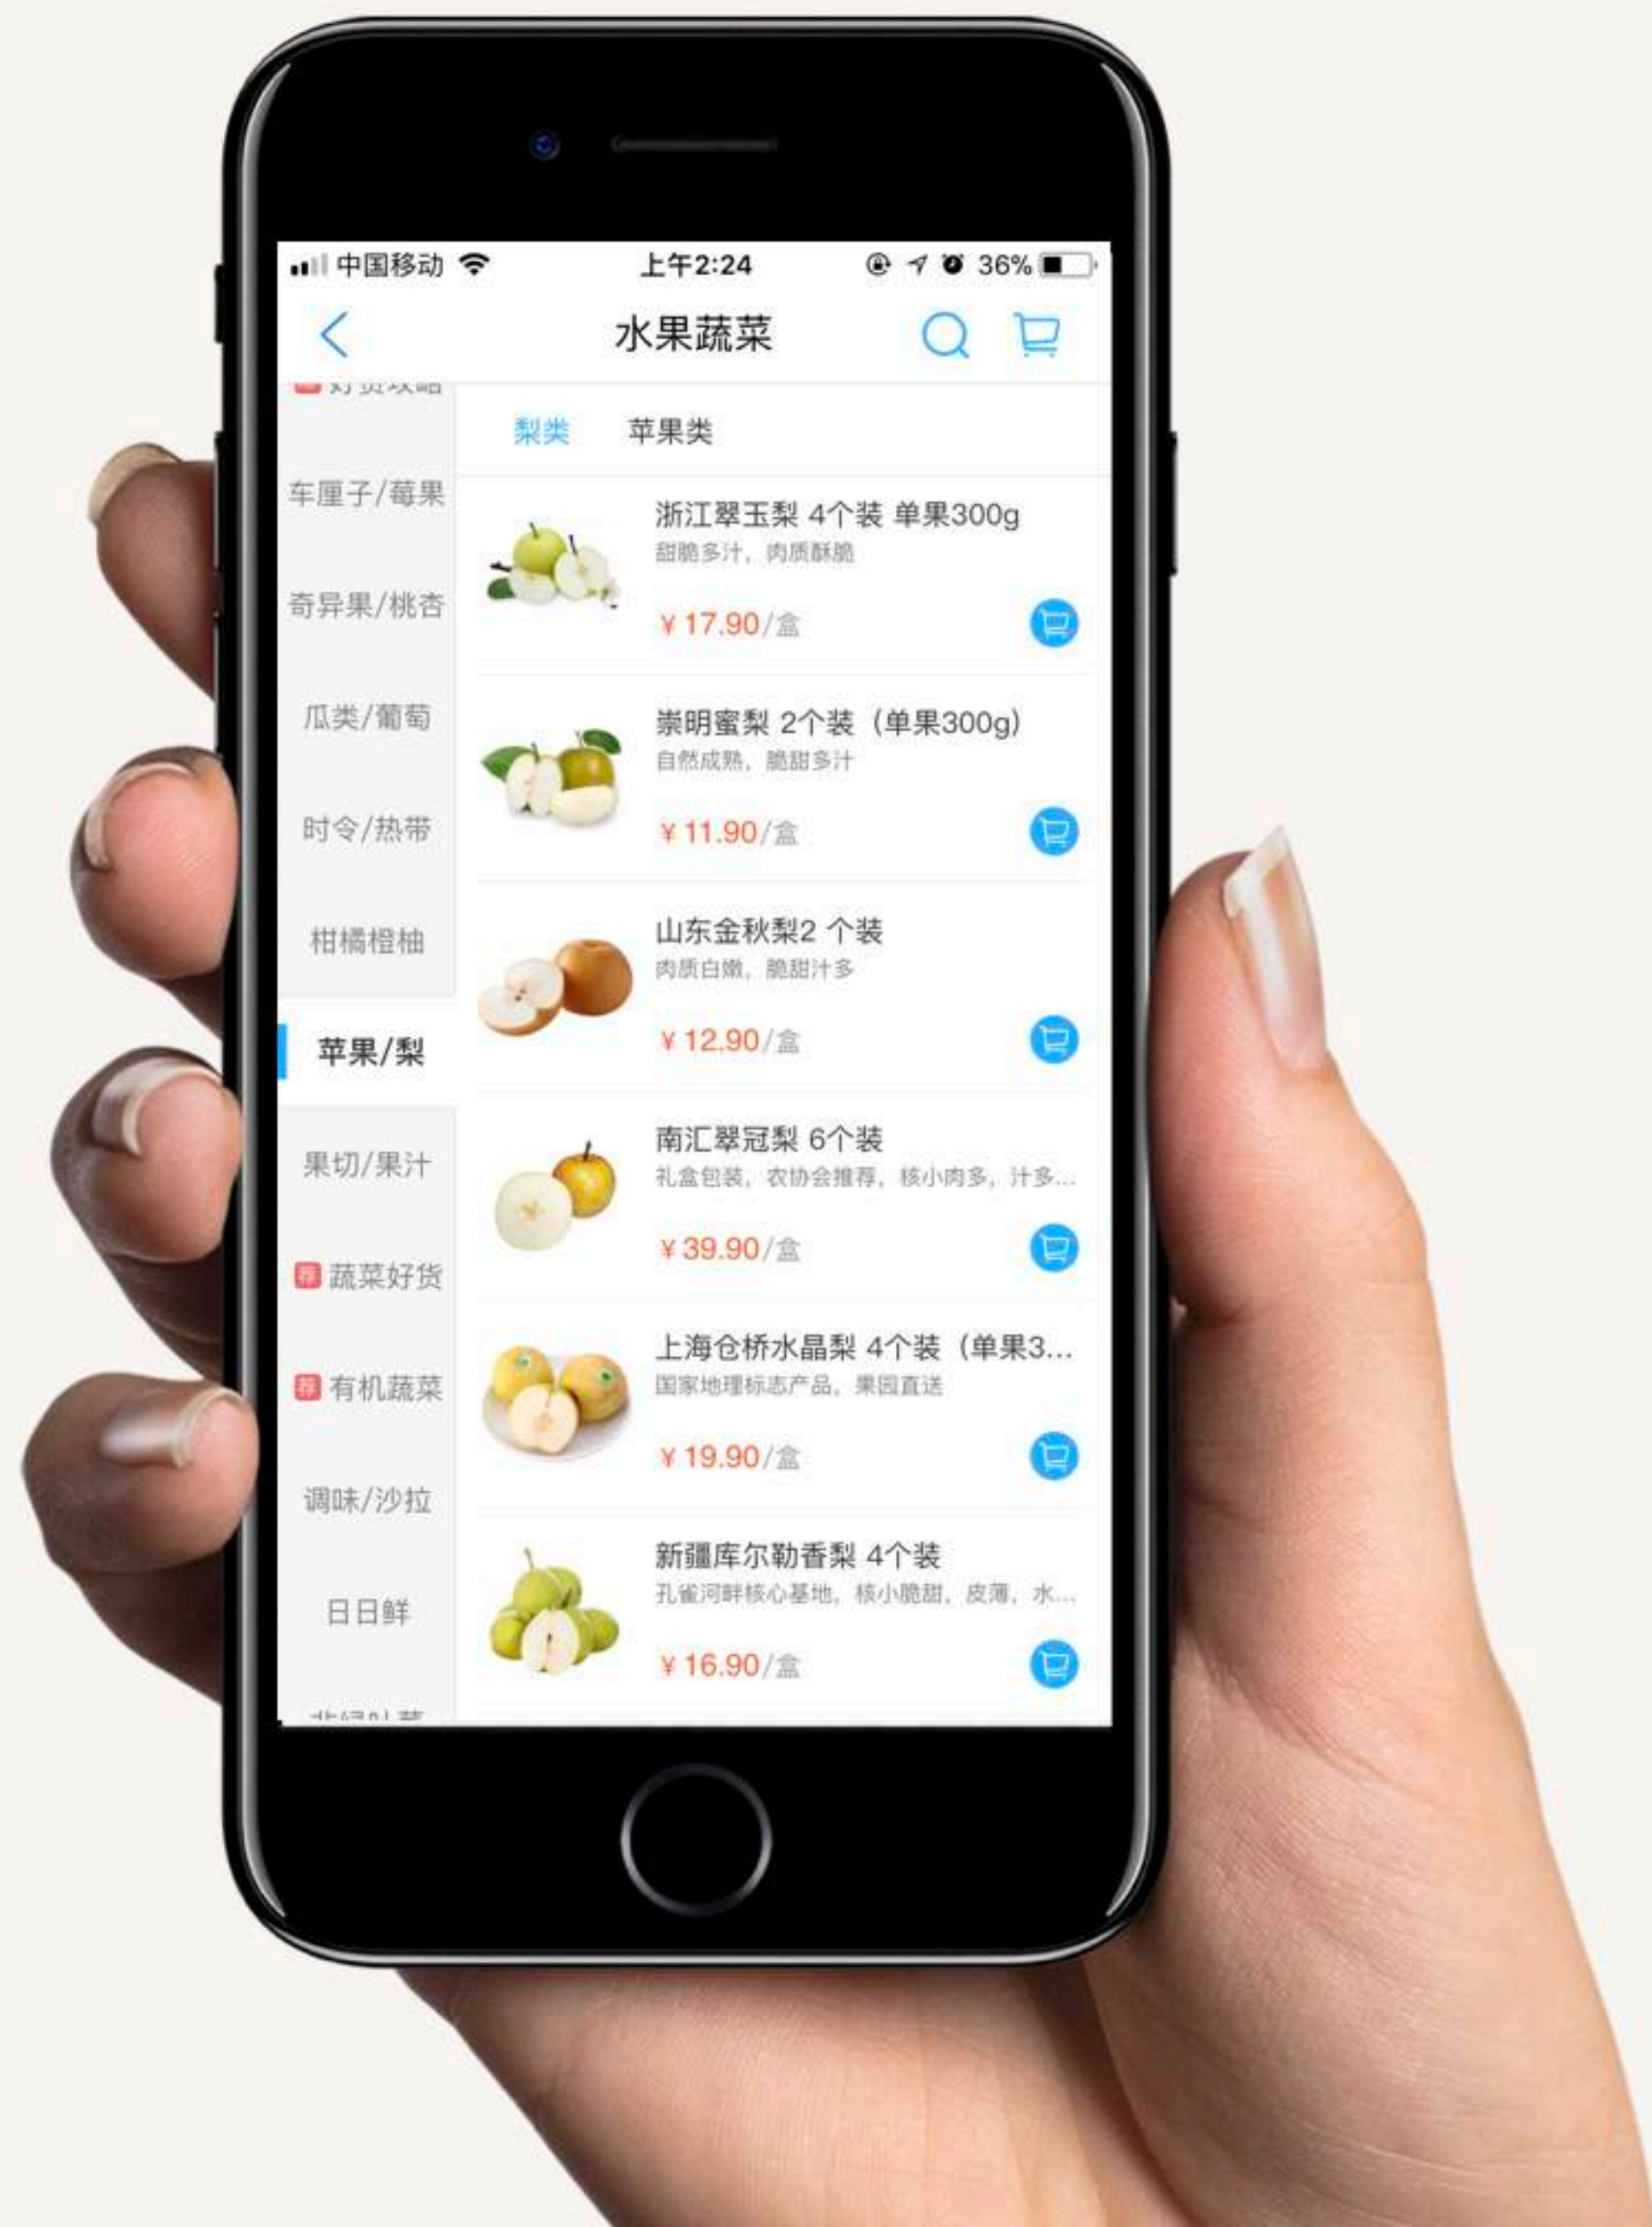 中国移动
上午2:24
36%
水果蔬菜
好货攻略
车厘子/莓果
奇异果/桃杏
瓜类/葡萄
时令/热带
柑橘橙柚
苹果/梨
果切/果汁
荐 蔬菜好货
荐 有机蔬菜
调味/沙拉
日日鲜
梨类
苹果类
浙江翠玉梨 4个装 单果300g
甜脆多汁，肉质酥脆
¥ 17.90/盒
崇明蜜梨 2个装（单果300g）
自然成熟，脆甜多汁
¥ 11.90/盒
山东金秋梨2 个装
肉质白嫩，脆甜汁多
¥ 12.90/盒
南汇翠冠梨 6个装
礼盒包装，农协会推荐，核小肉多，汁多...
¥ 39.90/盒
上海仓桥水晶梨 4个装（单果3...
国家地理标志产品，果园直送
¥ 19.90/盒
新疆库尔勒香梨 4个装
孔雀河畔核心基地，核小脆甜，皮薄，水...
¥ 16.90/盒